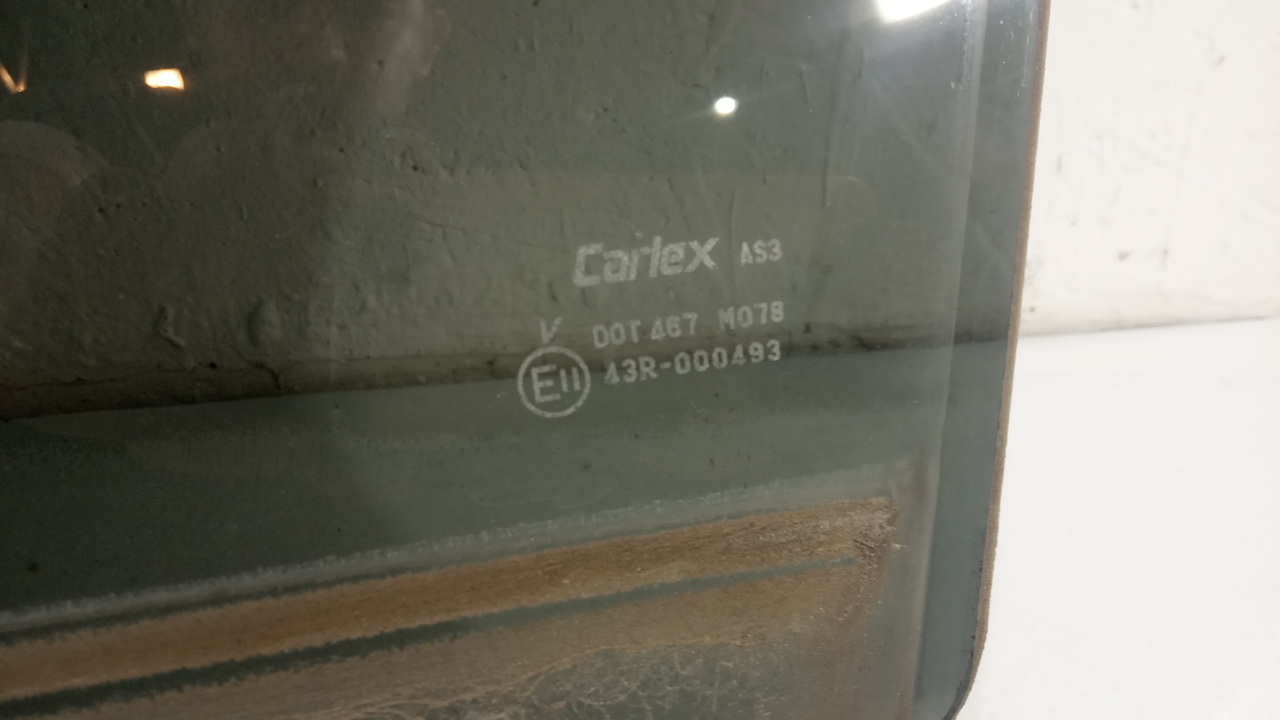 Carlex AS3
V DOT 467 M078
E11 43R-000493